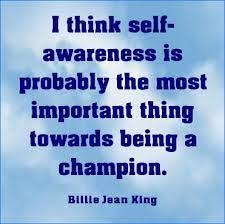 I think self-
awareness is
probably the most
important thing
towards being a
champion.
Billie Jean King